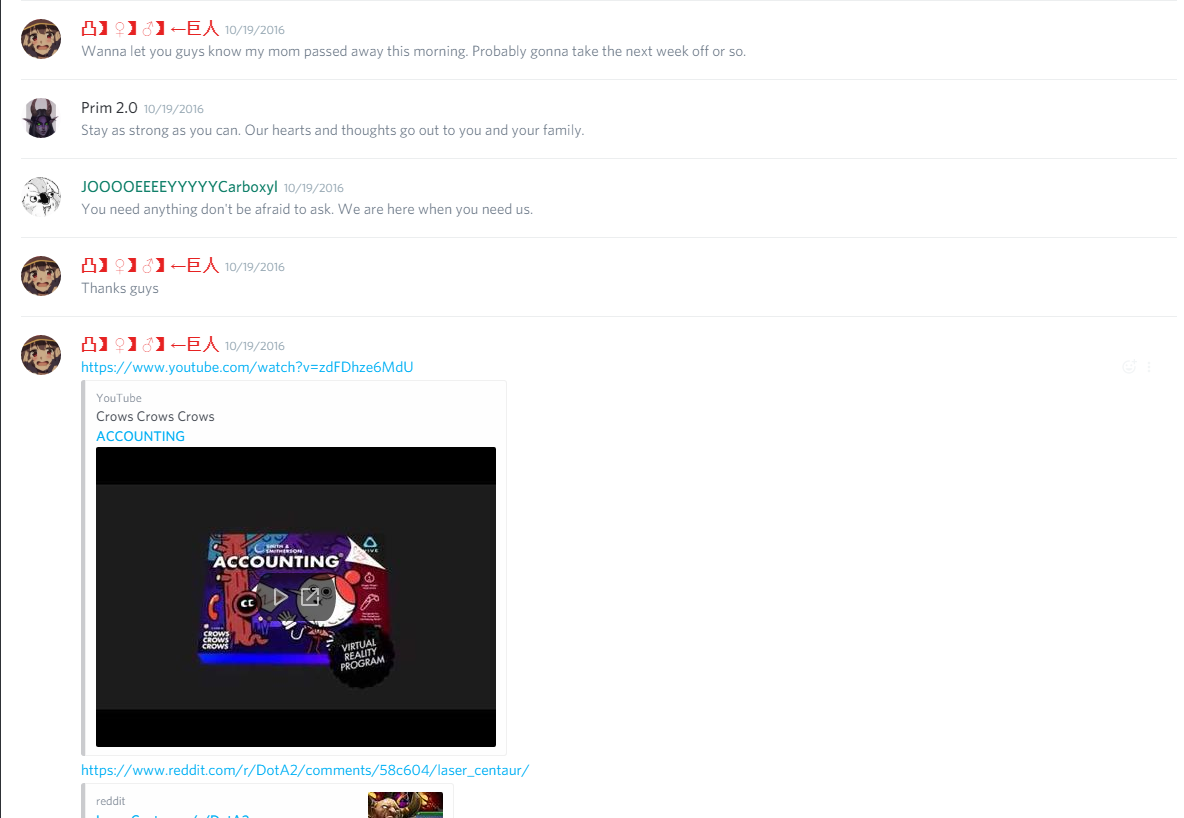 凸】♀】♂】←巨人 10/19/2016
Wanna let you guys know my mom passed away this morning. Probably gonna take the next week off or so.
Prim 2.0 10/19/2016
Stay as strong as you can. Our hearts and thoughts go out to you and your family.
JOOOOEEEEYYYYYCarboxyl 10/19/2016
You need anything don't be afraid to ask. We are here when you need us.
凸】♀】♂】←巨人 10/19/2016
Thanks guys
凸】♀】♂】←巨人 10/19/2016
https://www.youtube.com/watch?v=zdFDhze6MdU
YouTube
Crows Crows Crows
ACCOUNTING
SMITH &
SMITHERSON
ACCOUNTING
VIVE
CROWS
CROWS
CROWS
VIRTUAL
REALITY
PROGRAM
https://www.reddit.com/r/DotA2/comments/58c604/laser_centaur/
reddit